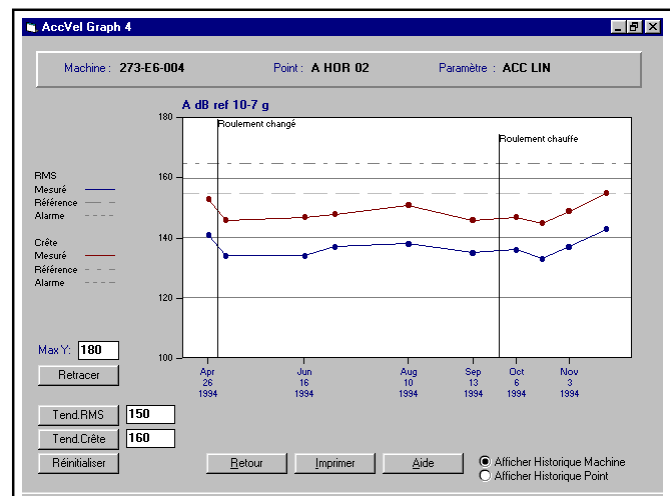 AccVel Graph 4
Machine : 273-E6-004 Point : A HOR 02 Paramètre : ACC LIN
A dB ref 10-7 g
180
Roulement changé
Roulement chauffe
160
140
120
100
RMS
Mesuré
Référence
Alarme
Crête
Mesuré
Référence
Alarme
Apr 26 1994
Jun 16 1994
Aug 10 1994
Sep 13 1994
Oct 6 1994
Nov 3 1994
Max Y: 180
Retracer
Tend.RMS 150
Tend.Crête 160
Réinitialiser
Retour
Imprimer
Aide
Afficher Historique Machine
Afficher Historique Point